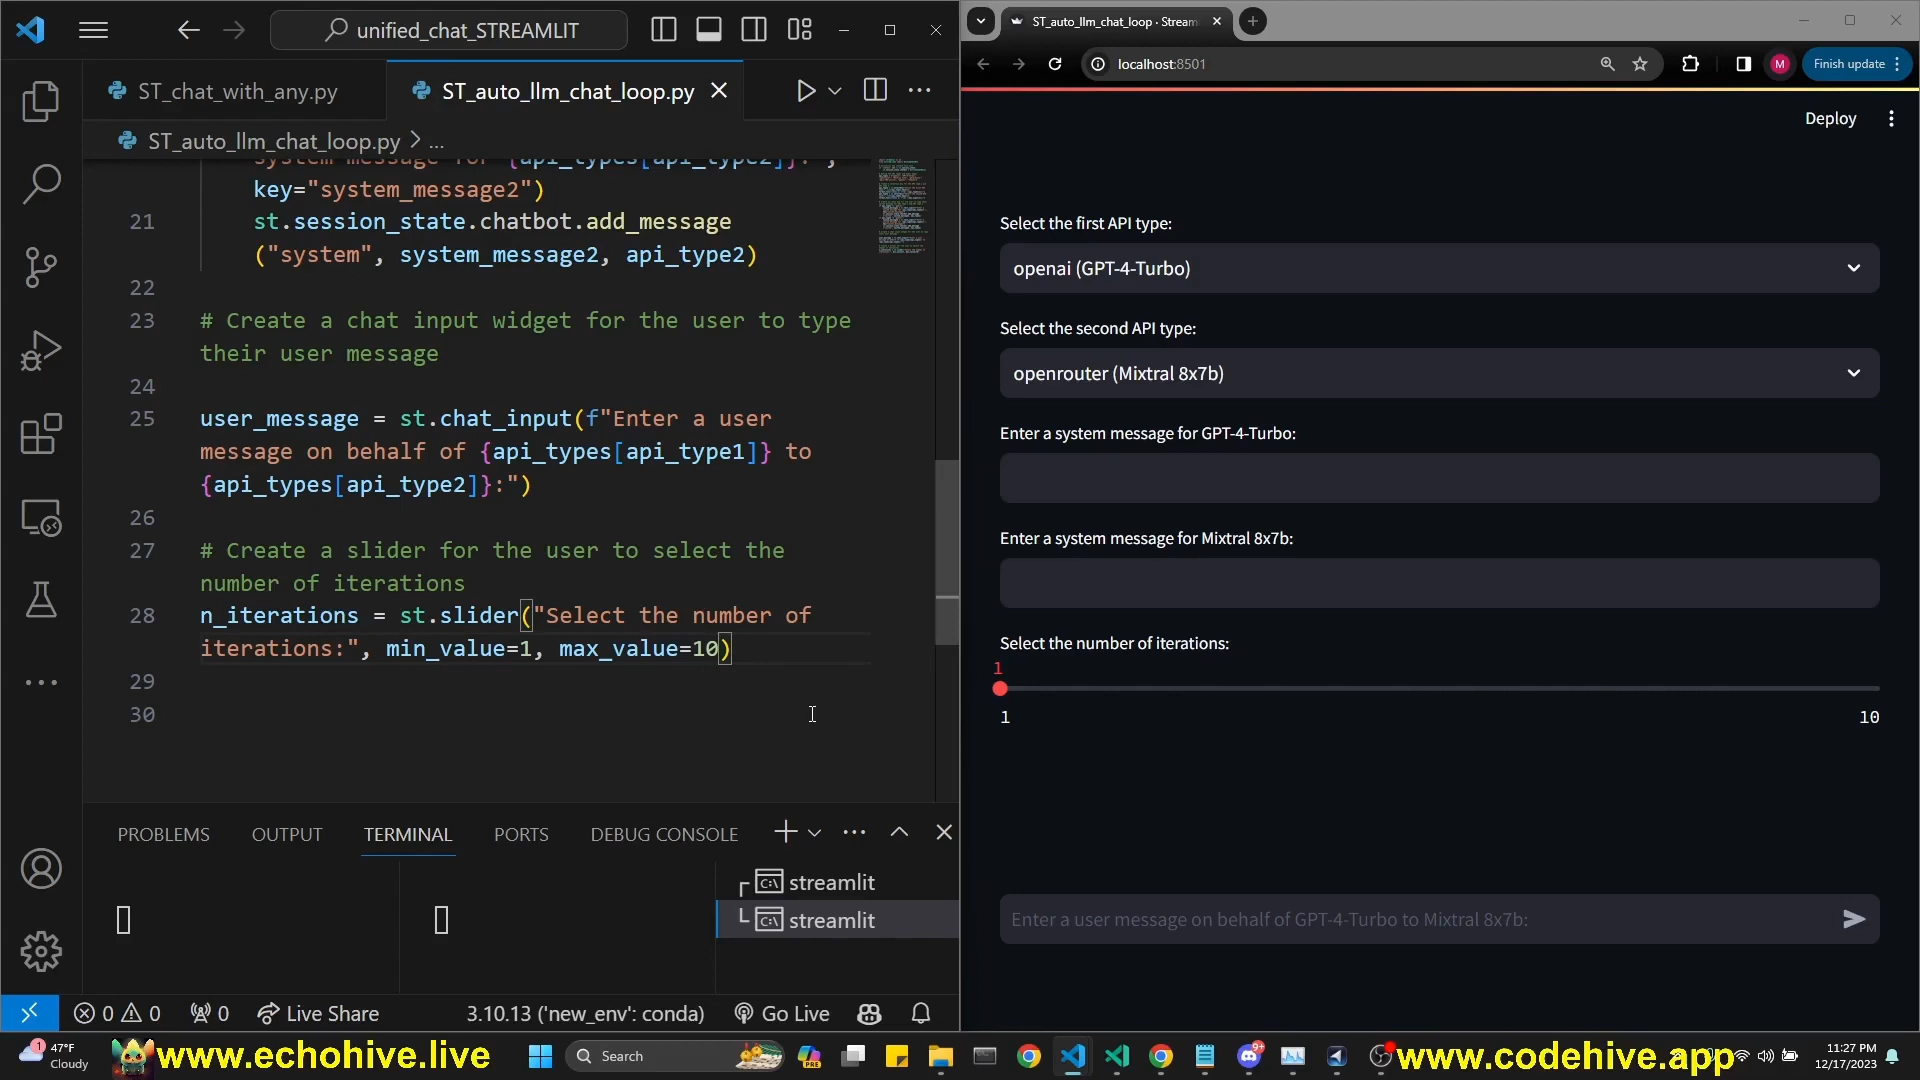 unified_chat_STREAMLIT
ST_chat_with_any.py
ST_auto_llm_chat_loop.py
ST_auto_llm_chat_loop.py > ...
system message for {api_types[api_type2]}:",
key="system_message2")
21 st.session_state.chatbot.add_message
("system", system_message2, api_type2)
22
23 # Create a chat input widget for the user to type
their user message
24
25 user_message = st.chat_input(f"Enter a user
message on behalf of {api_types[api_type1]} to
{api_types[api_type2]}:")
26
27 # Create a slider for the user to select the
number of iterations
28 n_iterations = st.slider("Select the number of
iterations:", min_value=1, max_value=10)
29
30
PROBLEMS OUTPUT TERMINAL PORTS DEBUG CONSOLE
streamlit
streamlit
0 0 0 Live Share 3.10.13 ('new_env': conda) Go Live
ST_auto_llm_chat_loop · Stream
localhost:8501
M
Finish update
Deploy
Select the first API type:
openai (GPT-4-Turbo)
Select the second API type:
openrouter (Mixtral 8x7b)
Enter a system message for GPT-4-Turbo:
Enter a system message for Mixtral 8x7b:
Select the number of iterations:
1
1 10
Enter a user message on behalf of GPT-4-Turbo to Mixtral 8x7b:
1
47°F
Cloudy
www.echohive.live
Search
PRE
9+
www.codehive.app
11:27 PM
12/17/2023